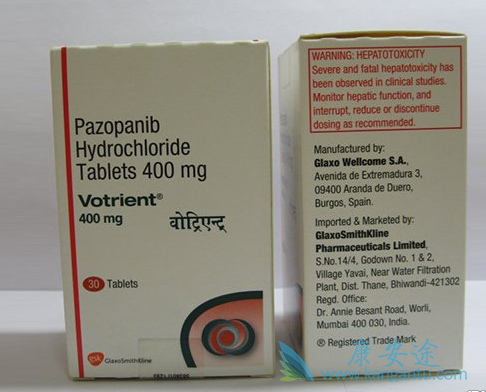 Pazopanib
Hydrochloride
Tablets 400 mg
Votrient®
400 mg
वोट्रिएन्ट्
30 Tablets
gsk GlaxoSmithKline
WARNING: HEPATOTOXICITY
Severe and fatal hepatotoxicity has
been observed in clinical studies.
Monitor hepatic function, and
interrupt, reduce or discontinue
dosing as recommended.
Manufactured by:
Glaxo Wellcome S.A.,
Avenida de Extremadura 3,
09400 Aranda de Duero,
Burgos, Spain.
Imported & Marketed by:
GlaxoSmithKline
Pharmaceuticals Limited,
S.No.14/4, Godown No. 1 & 2,
Village Yavai, Near Water Filtration
Plant, Dist. Thane, Bhiwandi-421302
Regd. Office:
Dr. Annie Besant Road, Worli,
Mumbai 400 030, India.
® Registered Trade Mark
康安途